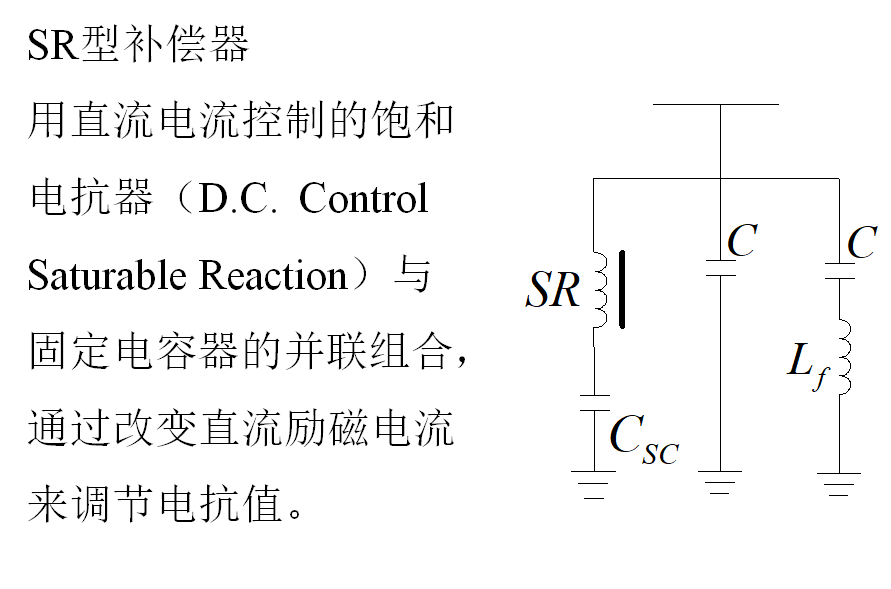 SR型补偿器
用直流电流控制的饱和
电抗器（D.C. Control
Saturable Reaction）与
固定电容器的并联组合，
通过改变直流励磁电流
来调节电抗值。
SR
C_SC
C
C
L_f